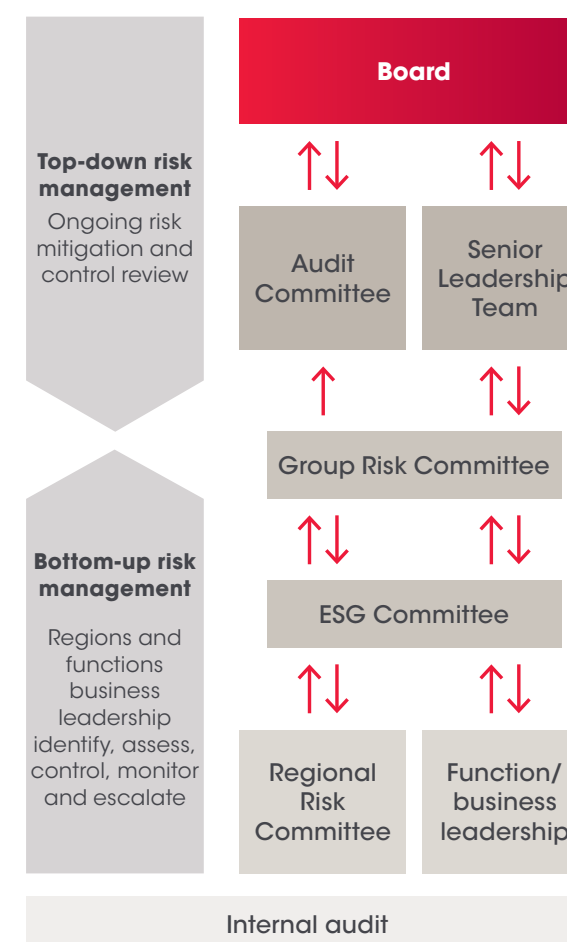 Board
Top-down risk
management
Ongoing risk
mitigation and
control review
Audit
Committee
Senior
Leadership
Team
Group Risk Committee
Bottom-up risk
management
Regions and
functions
business
leadership
identify, assess,
control, monitor
and escalate
ESG Committee
Regional
Risk
Committee
Function/
business
leadership
Internal audit